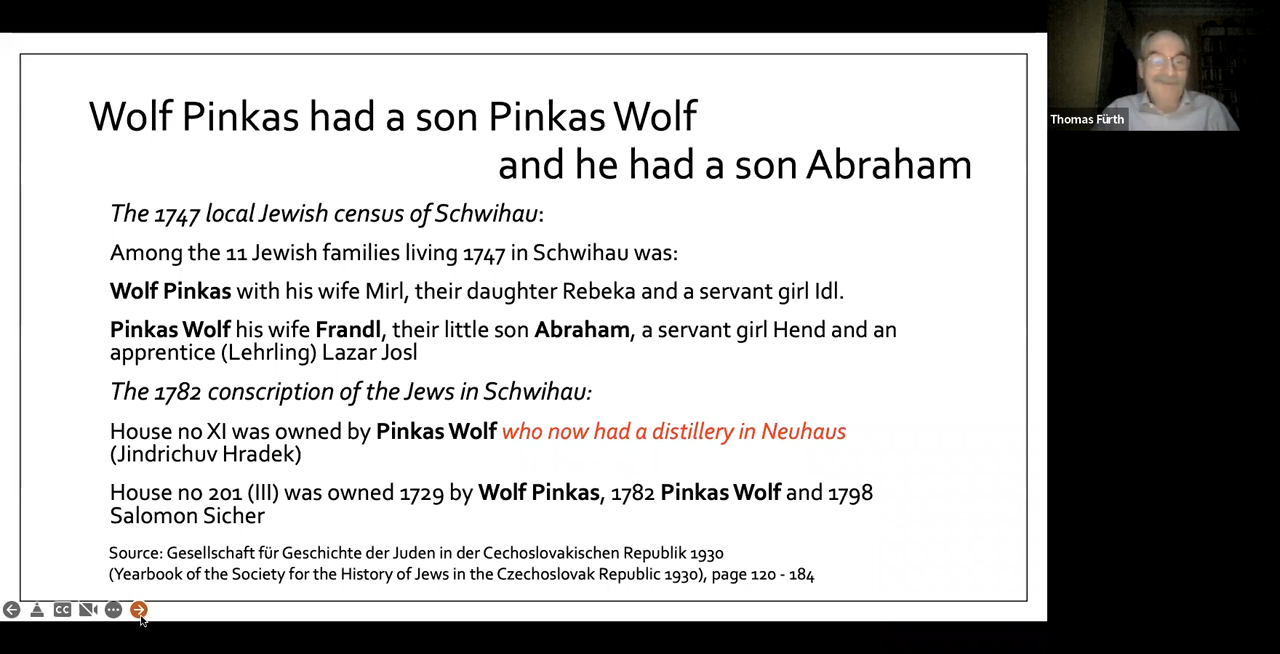 Wolf Pinkas had a son Pinkas Wolf
and he had a son Abraham
The 1747 local Jewish census of Schwihau:
Among the 11 Jewish families living 1747 in Schwihau was:
Wolf Pinkas with his wife Mirl, their daughter Rebeka and a servant girl Idl.
Pinkas Wolf his wife Frandl, their little son Abraham, a servant girl Hend and an
apprentice (Lehrling) Lazar Josl
The 1782 conscription of the Jews in Schwihau:
House no XI was owned by Pinkas Wolf who now had a distillery in Neuhaus
(Jindrichuv Hradek)
House no 201 (III) was owned 1729 by Wolf Pinkas, 1782 Pinkas Wolf and 1798
Salomon Sicher
Source: Gesellschaft für Geschichte der Juden in der Cechoslovakischen Republik 1930
(Yearbook of the Society for the History of Jews in the Czechoslovak Republic 1930), page 120 - 184
CC
Thomas Fürth